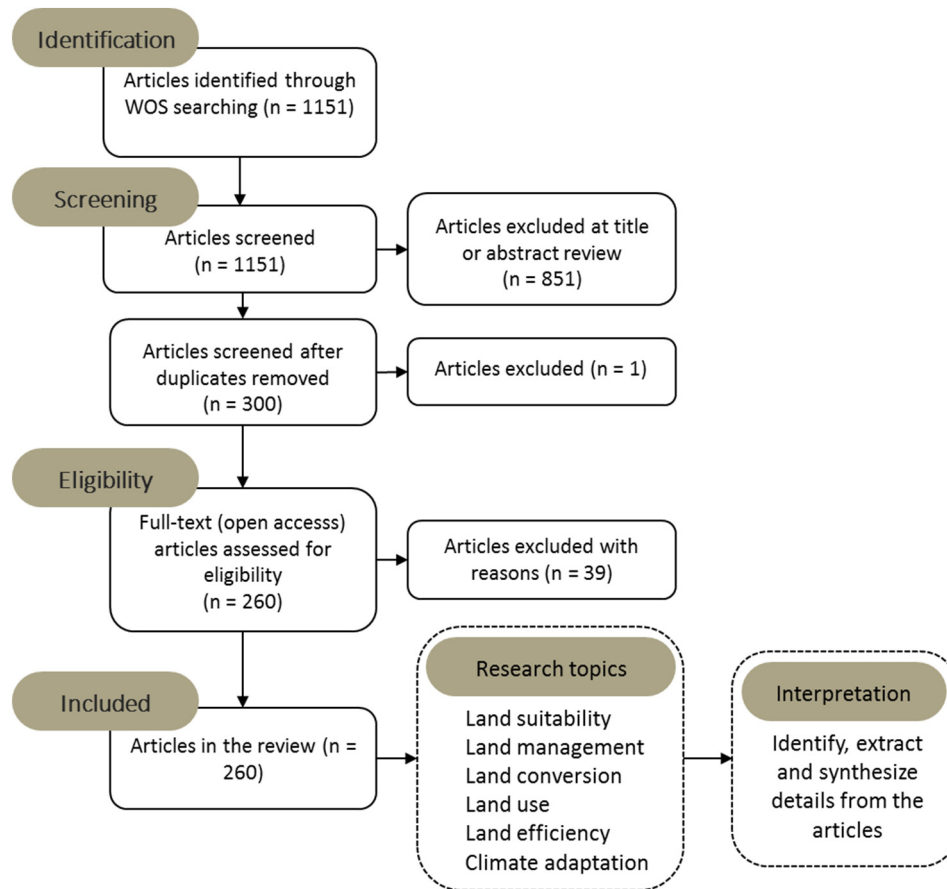 Identification
Articles identified through
WOS searching (n = 1151)
Screening
Articles screened
(n = 1151)
Articles excluded at title
or abstract review
(n = 851)
Articles screened after
duplicates removed
(n = 300)
Articles excluded (n = 1)
Eligibility
Full-text (open accesss)
articles assessed for
eligibility
(n = 260)
Articles excluded with
reasons (n = 39)
Included
Articles in the review (n =
260)
Research topics
Land suitability
Land management
Land conversion
Land use
Land efficiency
Climate adaptation
Interpretation
Identify, extract
and synthesize
details from the
articles